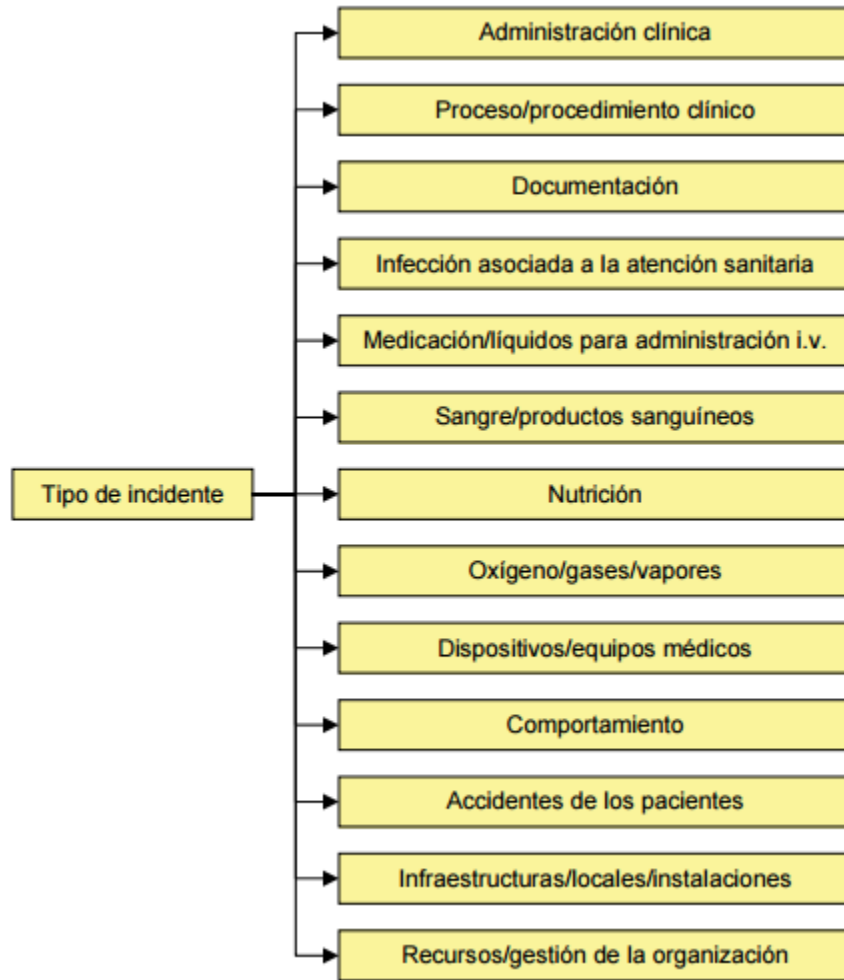 Administración clínica
Proceso/procedimiento clínico
Documentación
Infección asociada a la atención sanitaria
Medicación/líquidos para administración i.v.
Sangre/productos sanguíneos
Tipo de incidente
Nutrición
Oxígeno/gases/vapores
Dispositivos/equipos médicos
Comportamiento
Accidentes de los pacientes
Infraestructuras/locales/instalaciones
Recursos/gestión de la organización